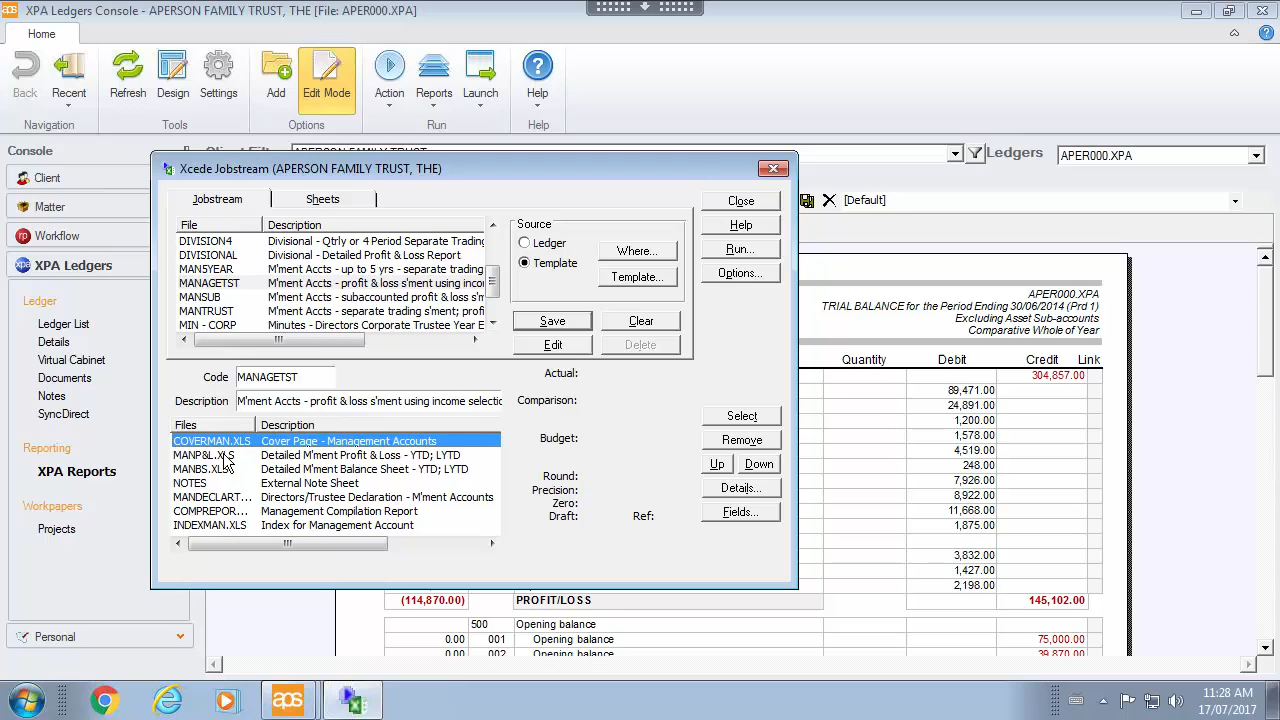 XPA Ledgers Console - APERSON FAMILY TRUST, THE [File: APER000.XPA]
Home
Back
Recent
Refresh
Design
Settings
Add
Edit Mode
Action
Reports
Launch
Help
Navigation
Tools
Options
Run
Help
Console
Ledgers
APER000.XPA
Client
Matter
Workflow
XPA Ledgers
Ledger
Ledger List
Details
Virtual Cabinet
Documents
Notes
SyncDirect
Reporting
XPA Reports
Workpapers
Projects
Personal
[Default]
Xcede Jobstream (APERSON FAMILY TRUST, THE)
Jobstream
Sheets
File Description
DIVISION4 Divisional - Qtrly or 4 Period Separate Trading
DIVISIONAL Divisional - Detailed Profit & Loss Report
MAN5YEAR M'ment Accts - up to 5 yrs - separate trading
MANAGETST M'ment Accts - profit & loss s'ment using inco
MANSUB M'ment Accts - subaccounted profit & loss s'm
MANTRUST M'ment Accts - separate trading s'ment; profi
MIN - CORP Minutes - Directors Corporate Trustee Year E
Source
Ledger
Template
Where...
Template...
Save
Clear
Edit
Delete
Close
Help
Run...
Options...
Code MANAGETST
Description M'ment Accts - profit & loss s'ment using income selectio
Actual:
Comparison:
Budget:
Round:
Precision:
Zero:
Draft:
Ref:
Files Description
COVERMAN.XLS Cover Page - Management Accounts
MANP&L.XLS Detailed M'ment Profit & Loss - YTD; LYTD
MANBS.XLS Detailed M'ment Balance Sheet - YTD; LYTD
NOTES External Note Sheet
MANDECLART... Directors/Trustee Declaration - M'ment Accounts
COMPREPOR... Management Compilation Report
INDEXMAN.XLS Index for Management Account
Select
Remove
Up
Down
Details...
Fields...
APER000.XPA
TRIAL BALANCE for the Period Ending 30/06/2014 (Prd 1)
Excluding Asset Sub-accounts
Comparative Whole of Year
Quantity Debit Credit Link
304,857.00
89,471.00
24,891.00
1,200.00
1,578.00
4,519.00
248.00
7,926.00
8,922.00
11,668.00
1,875.00
3,832.00
1,427.00
2,198.00
(114,870.00) PROFIT/LOSS 145,102.00
500 Opening balance
0.00 001 Opening balance 75,000.00
0.00 002 Opening balance 39,870.00
aps
11:28 AM
17/07/2017